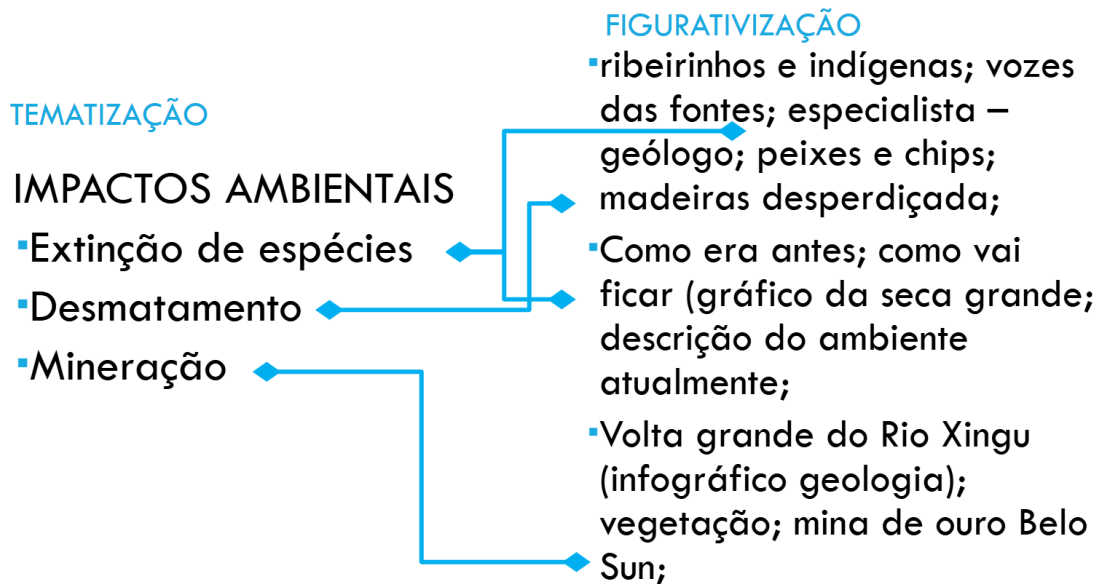 TEMATIZAÇÃO
IMPACTOS AMBIENTAIS
▪Extinção de espécies
▪Desmatamento
▪Mineração
FIGURATIVIZAÇÃO
▪ribeirinhos e indígenas; vozes
das fontes; especialista –
geólogo; peixes e chips;
madeiras desperdiçada;
▪Como era antes; como vai
ficar (gráfico da seca grande;
descrição do ambiente
atualmente;
▪Volta grande do Rio Xingu
(infográfico geologia);
vegetação; mina de ouro Belo
Sun;